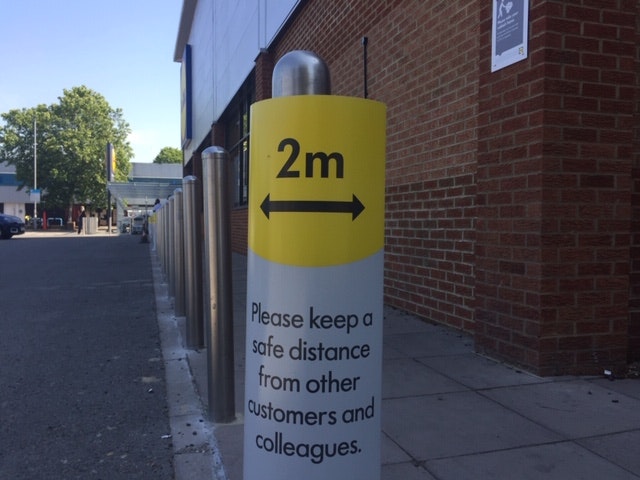 2m
Please keep a
safe distance
from other
customers and
colleagues.